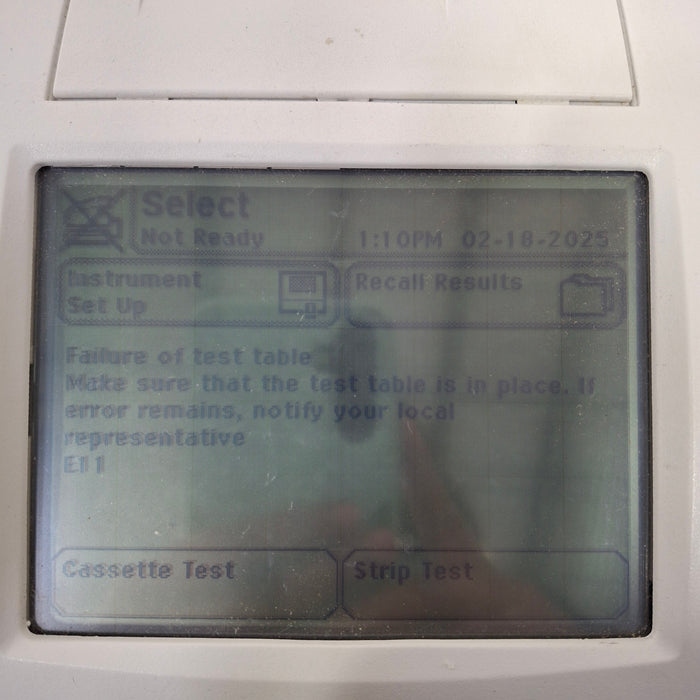 Select
Not Ready
1:10PM 02-18-2025
Instrument
Set Up
Recall Results
Failure of test table
Make sure that the test table is in place. If
error remains, notify your local
representative
E11
Cassette Test
Strip Test